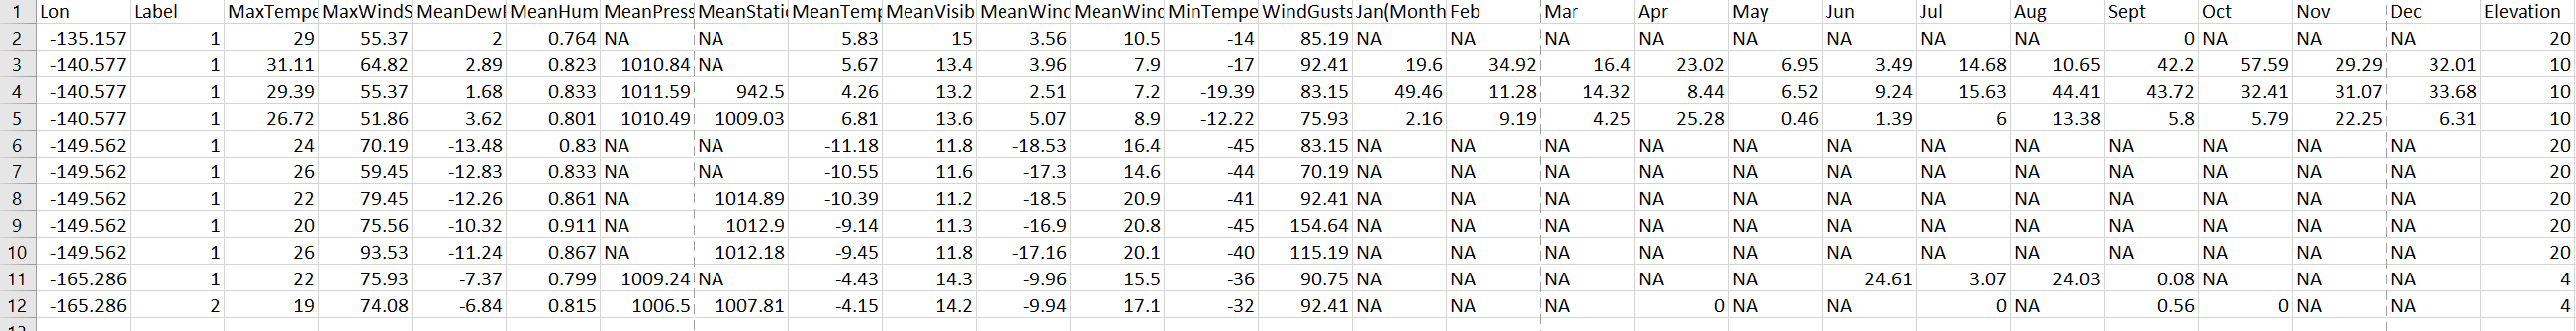 1 Lon Label MaxTempe MaxWindS MeanDewP MeanHum MeanPress MeanStatic MeanTemp MeanVisib MeanWind MeanWind MinTempe WindGusts Jan(Month Feb Mar Apr May Jun Jul Aug Sept Oct Nov Dec Elevation
2 -135.157 1 29 55.37 2 0.764 NA NA 5.83 15 3.56 10.5 -14 85.19 NA NA NA NA NA NA NA NA 0 NA NA NA 20
3 -140.577 1 31.11 64.82 2.89 0.823 1010.84 NA 5.67 13.4 3.96 7.9 -17 92.41 19.6 34.92 16.4 23.02 6.95 3.49 14.68 10.65 42.2 57.59 29.29 32.01 10
4 -140.577 1 29.39 55.37 1.68 0.833 1011.59 942.5 4.26 13.2 2.51 7.2 -19.39 83.15 49.46 11.28 14.32 8.44 6.52 9.24 15.63 44.41 43.72 32.41 31.07 33.68 10
5 -140.577 1 26.72 51.86 3.62 0.801 1010.49 1009.03 6.81 13.6 5.07 8.9 -12.22 75.93 2.16 9.19 4.25 25.28 0.46 1.39 6 13.38 5.8 5.79 22.25 6.31 10
6 -149.562 1 24 70.19 -13.48 0.83 NA NA -11.18 11.8 -18.53 16.4 -45 83.15 NA NA NA NA NA NA NA NA NA NA NA NA 20
7 -149.562 1 26 59.45 -12.83 0.833 NA NA -10.55 11.6 -17.3 14.6 -44 70.19 NA NA NA NA NA NA NA NA NA NA NA NA 20
8 -149.562 1 22 79.45 -12.26 0.861 NA 1014.89 -10.39 11.2 -18.5 20.9 -41 92.41 NA NA NA NA NA NA NA NA NA NA NA NA 20
9 -149.562 1 20 75.56 -10.32 0.911 NA 1012.9 -9.14 11.3 -16.9 20.8 -45 154.64 NA NA NA NA NA NA NA NA NA NA NA NA 20
10 -149.562 1 26 93.53 -11.24 0.867 NA 1012.18 -9.45 11.8 -17.16 20.1 -40 115.19 NA NA NA NA NA NA NA NA NA NA NA NA 20
11 -165.286 1 22 75.93 -7.37 0.799 1009.24 NA -4.43 14.3 -9.96 15.5 -36 90.75 NA NA NA NA NA 24.61 3.07 24.03 0.08 NA NA NA 4
12 -165.286 2 19 74.08 -6.84 0.815 1006.5 1007.81 -4.15 14.2 -9.94 17.1 -32 92.41 NA NA NA 0 NA NA 0 NA 0.56 0 NA NA 4